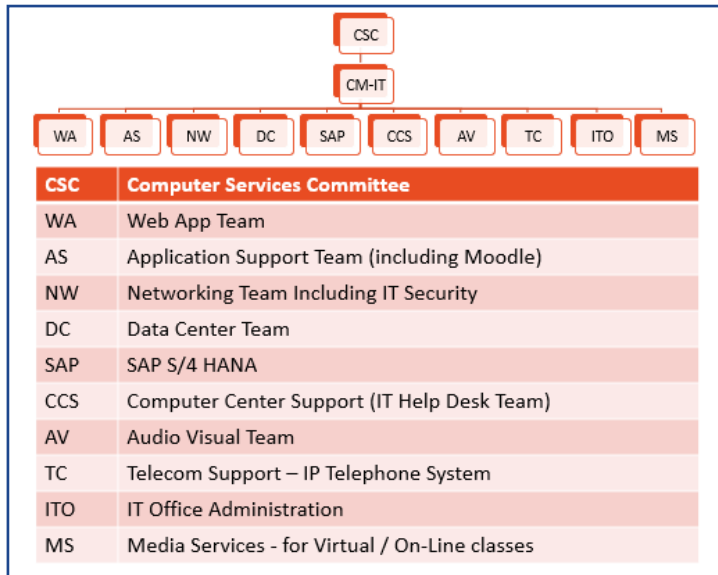 CSC
CM-IT
WA AS NW DC SAP CCS AV TC ITO MS
CSC Computer Services Committee
WA Web App Team
AS Application Support Team (including Moodle)
NW Networking Team Including IT Security
DC Data Center Team
SAP SAP S/4 HANA
CCS Computer Center Support (IT Help Desk Team)
AV Audio Visual Team
TC Telecom Support – IP Telephone System
ITO IT Office Administration
MS Media Services - for Virtual / On-Line classes